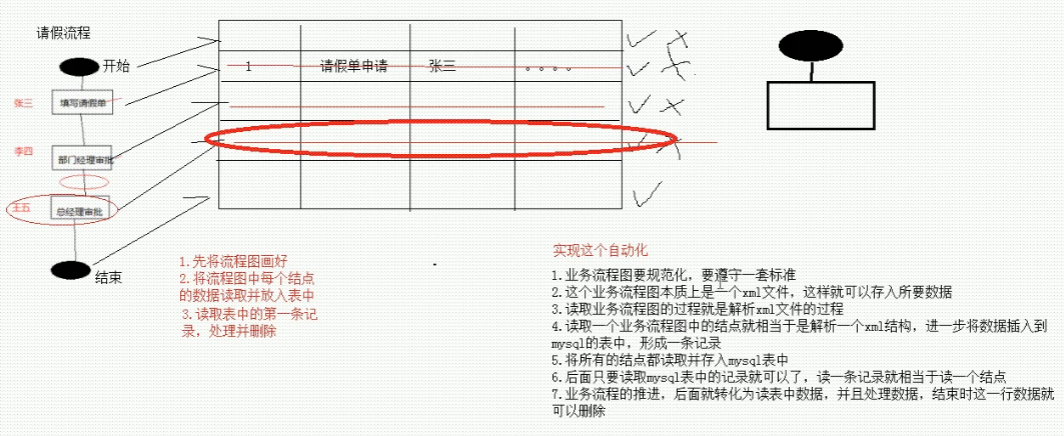 请假流程
开始
张三
填写请假单
李四
部门经理审批
王五
总经理审批
结束
1 请假单申请 张三 。。。。
1.先将流程图画好
2.将流程图中每个结点
的数据读取并放入表中
3.读取表中的第一条记
录，处理并删除
实现这个自动化
1.业务流程图要规范化，要遵守一套标准
2.这个业务流程图本质上是一个xml文件，这样就可以存入所要数据
3.读取业务流程图的过程就是解析xml文件的过程
4.读取一个业务流程图中的结点就相当于是解析一个xml结构，进一步将数据插入到
mysql的表中，形成一条记录
5.将所有的结点都读取并存入mysql表中
6.后面只要读取mysql表中的记录就可以了，读一条记录就相当于读一个结点
7.业务流程的推进，后面就转化为读表中数据，并且处理数据，结束时这一行数据就
可以删除